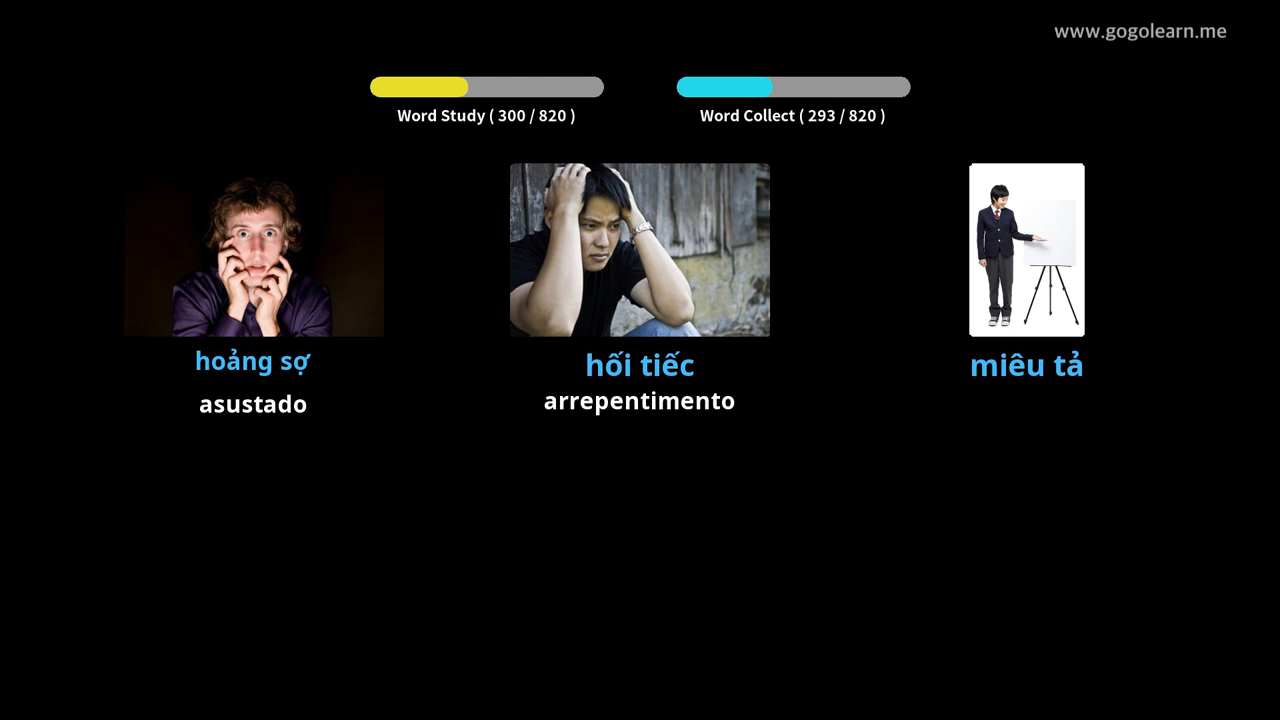 www.gogolearn.me
Word Study ( 300 / 820 )
Word Collect ( 293 / 820 )
hoảng sợ
asustado
hối tiếc
arrepentimento
miêu tả